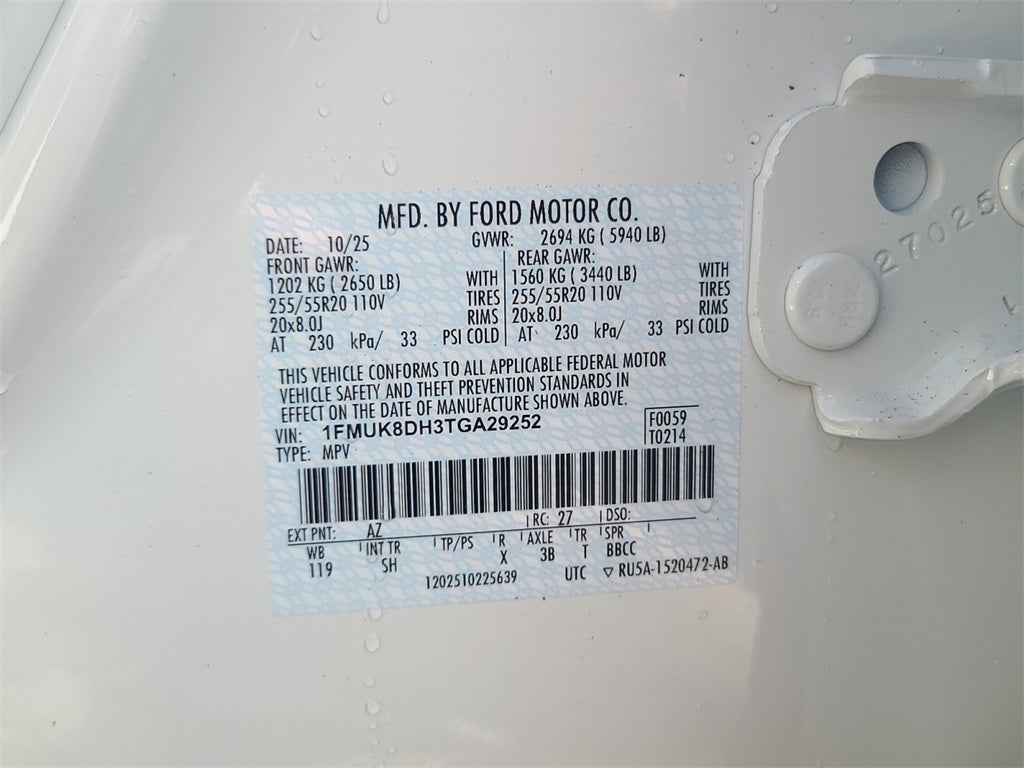 MFD. BY FORD MOTOR CO.
DATE: 10/25 GVWR: 2694 KG ( 5940 LB)
FRONT GAWR: REAR GAWR:
1202 KG ( 2650 LB) WITH 1560 KG ( 3440 LB) WITH
255/55R20 110V TIRES 255/55R20 110V TIRES
20x8.0J RIMS 20x8.0J RIMS
AT 230 kPa/ 33 PSI COLD AT 230 kPa/ 33 PSI COLD
THIS VEHICLE CONFORMS TO ALL APPLICABLE FEDERAL MOTOR
VEHICLE SAFETY AND THEFT PREVENTION STANDARDS IN
EFFECT ON THE DATE OF MANUFACTURE SHOWN ABOVE.
VIN: 1FMUK8DH3TGA29252 F0059
TYPE: MPV T0214
EXT PNT: AZ RC: 27 DSO:
WB INT TR TP/PS R AXLE TR SPR
119 SH X 3B T BBCC
1202510225639 UTC ▽ RU5A-1520472-AB
27025